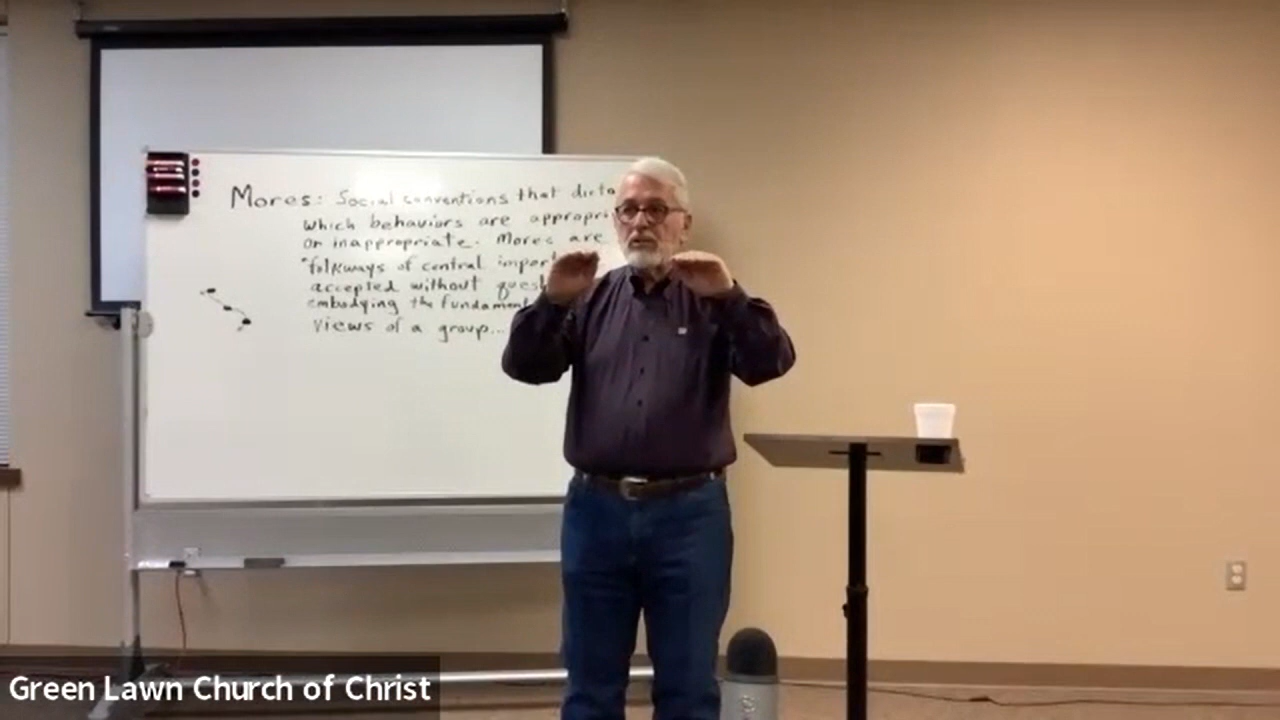 Mores: Social conventions that dicta
which behaviors are appropri
or inappropriate. Mores are
"folkways of central import
accepted without quest
embodying the fundament
views of a group...
Green Lawn Church of Christ